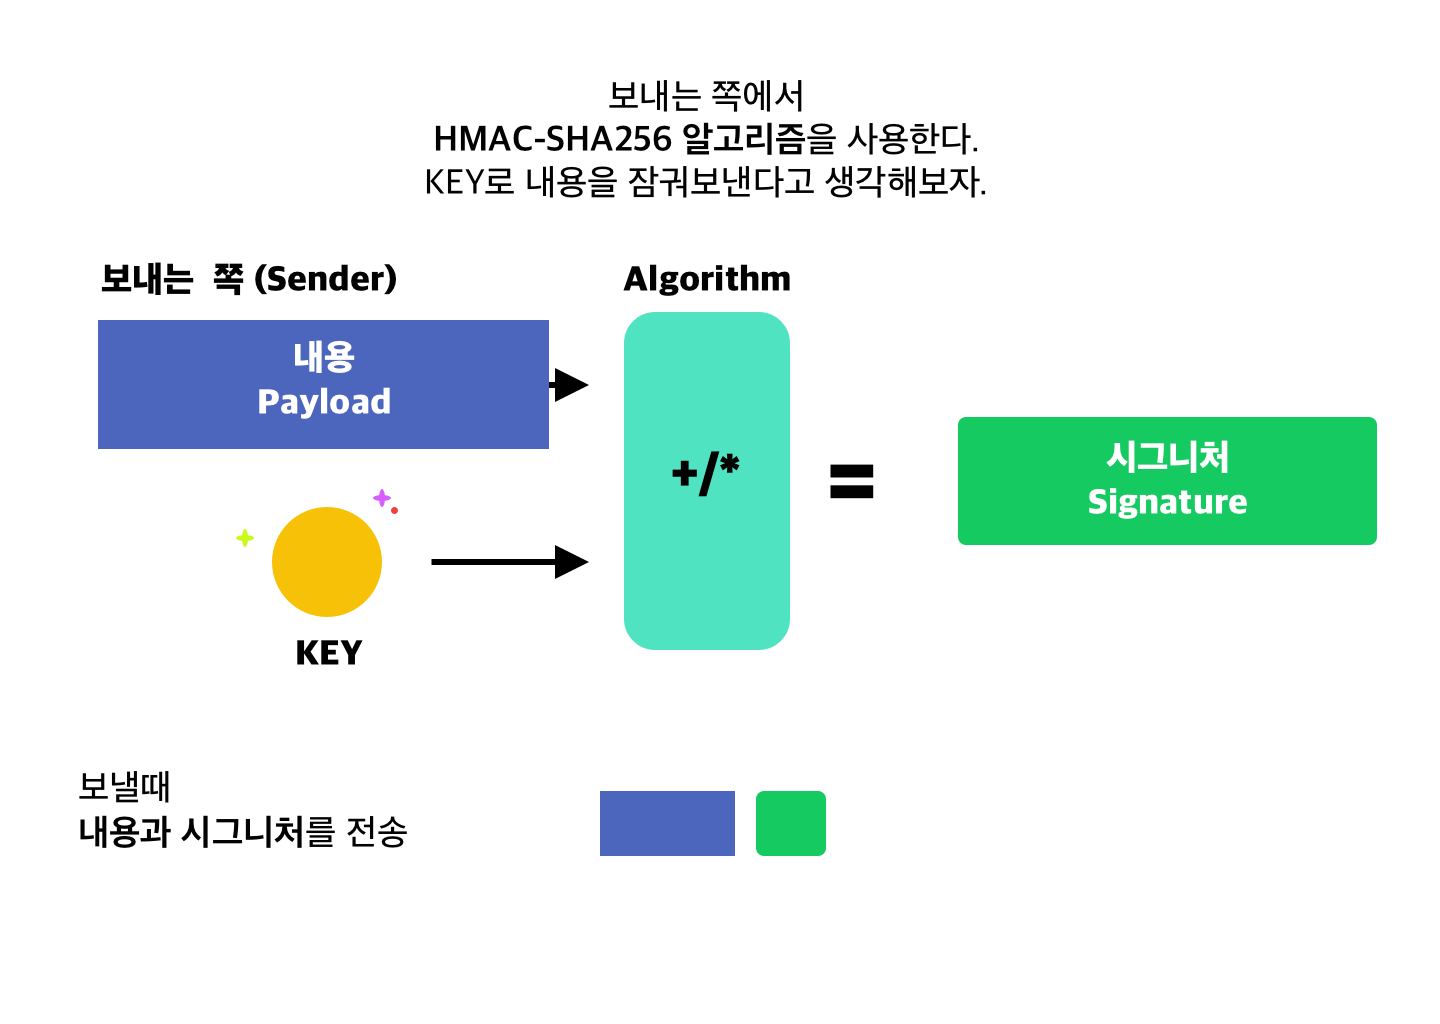 보내는 쪽에서
HMAC-SHA256 알고리즘을 사용한다.
KEY로 내용을 잠궈보낸다고 생각해보자.
보내는 쪽 (Sender)
Algorithm
내용
Payload
+/*
=
시그니처
Signature
KEY
보낼때
내용과 시그니처를 전송